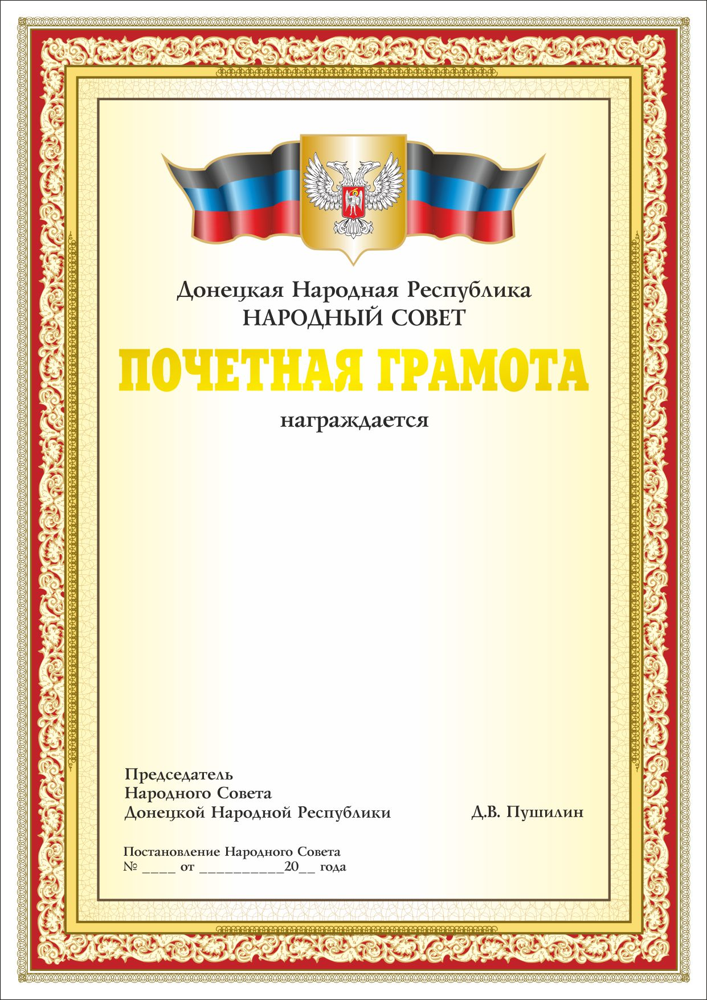 Донецкая Народная Республика
НАРОДНЫЙ СОВЕТ
ПОЧЕТНАЯ ГРАМОТА
награждается
Председатель
Народного Совета
Донецкой Народной Республики
Д.В. Пушилин
Постановление Народного Совета
№ ____ от __________20__ года